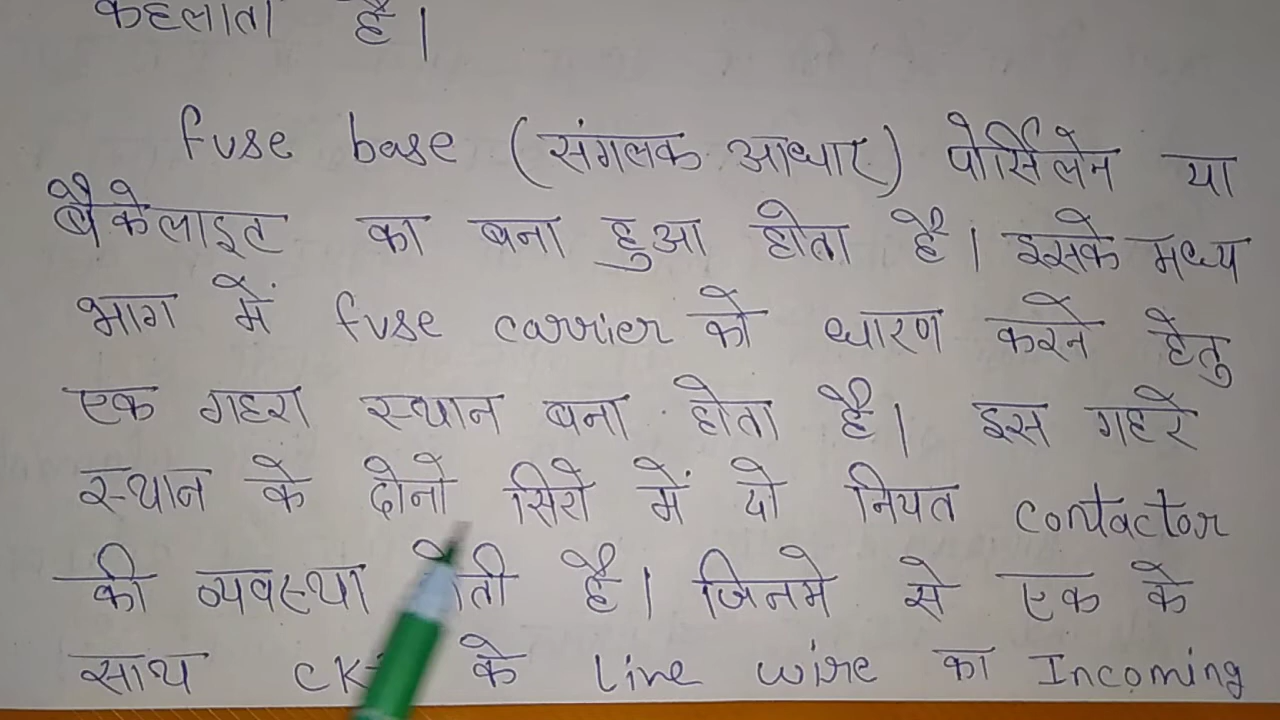 कहलाता है।
fuse base (संगलक आधार) पोर्सिलेन या
बैकेलाइट का बना हुआ होता है। इसके मध्य
भाग में fuse carrier को धारण करने हेतु
एक गहरा स्थान बना होता है। इस गहरे
स्थान के दोनो सिरो में दो नियत contactor
की व्यवस्था है। जिनमे से एक के
साथ के line wire का Incoming